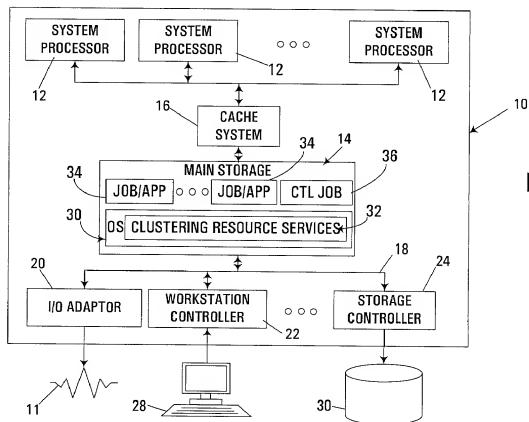 SYSTEM PROCESSOR
SYSTEM PROCESSOR
SYSTEM PROCESSOR
12
12
12
10
16
CACHE SYSTEM
34
14
MAIN STORAGE
36
34
JOB/APP
JOB/APP
CTL JOB
30
OS
CLUSTERING RESOURCE SERVICES
32
18
20
24
I/O ADAPTOR
WORKSTATION CONTROLLER
22
STORAGE CONTROLLER
11
28
30